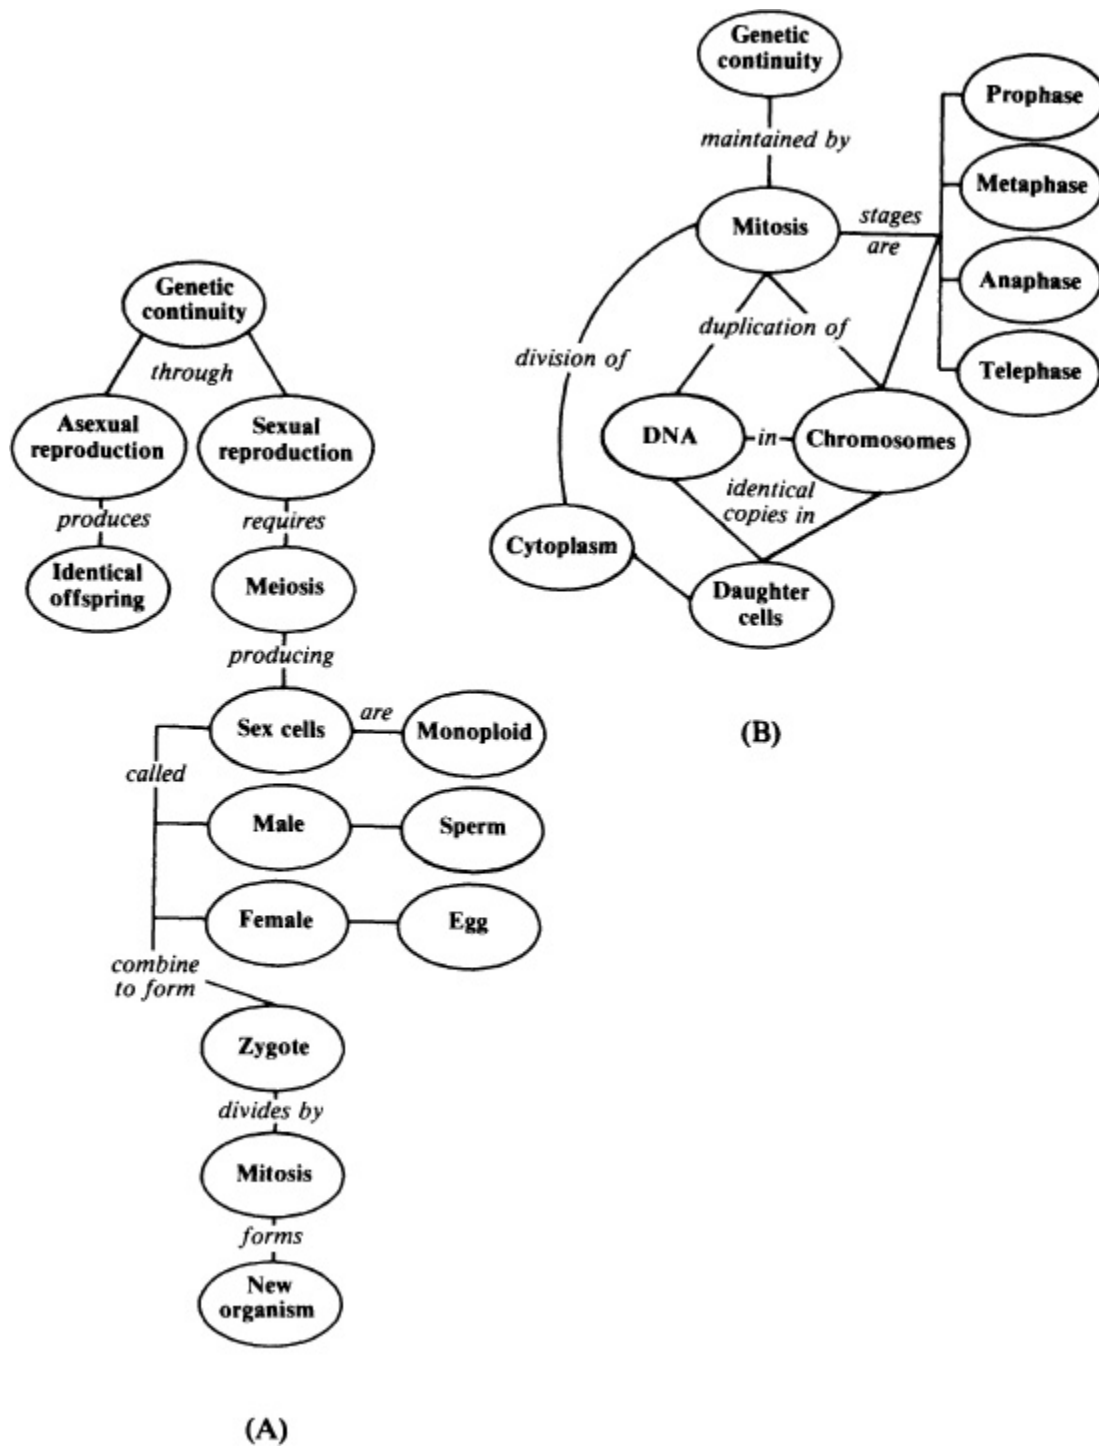 Genetic
continuity
through
Asexual
reproduction
Sexual
reproduction
produces
requires
Identical
offspring
Meiosis
producing
Sex cells
are
Monoploid
called
Male
Sperm
Female
Egg
combine
to form
Zygote
divides by
Mitosis
forms
New
organism
(A)
Genetic
continuity
maintained by
Mitosis
stages
are
Prophase
Metaphase
Anaphase
Telephase
duplication of
division of
DNA
in
Chromosomes
identical
copies in
Cytoplasm
Daughter
cells
(B)